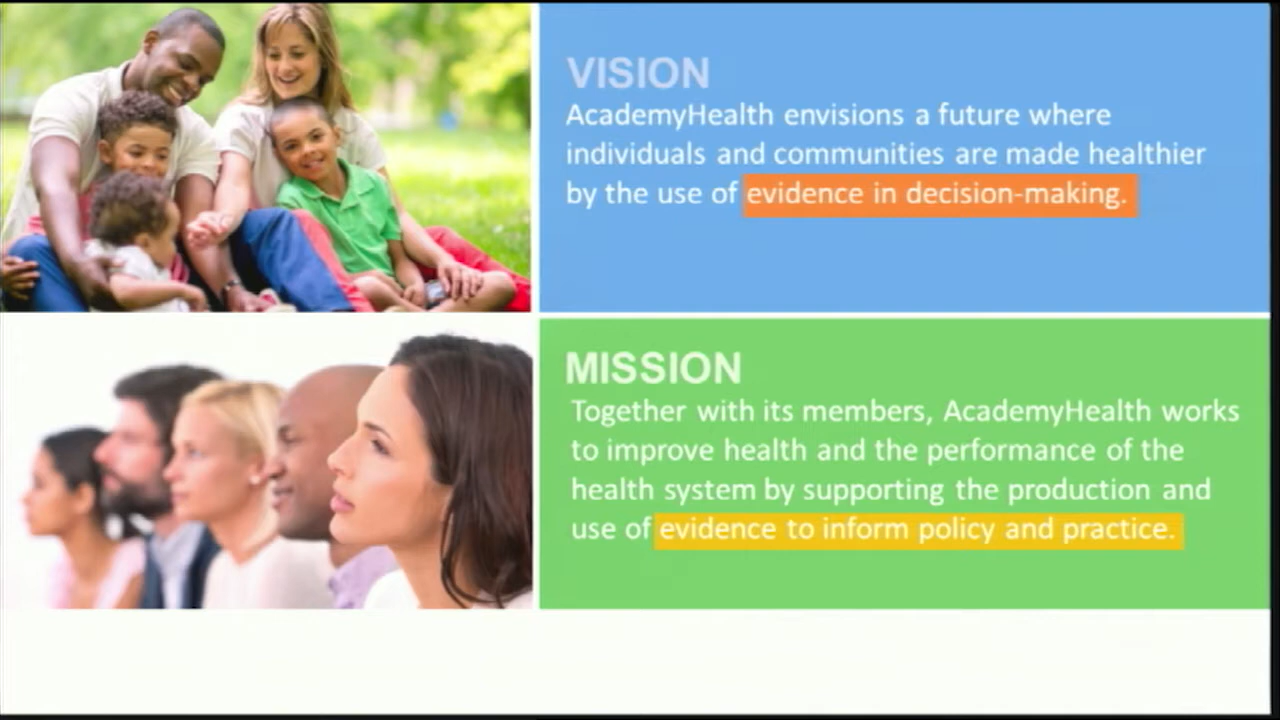 VISION
AcademyHealth envisions a future where
individuals and communities are made healthier
by the use of evidence in decision-making.
MISSION
Together with its members, AcademyHealth works
to improve health and the performance of the
health system by supporting the production and
use of evidence to inform policy and practice.